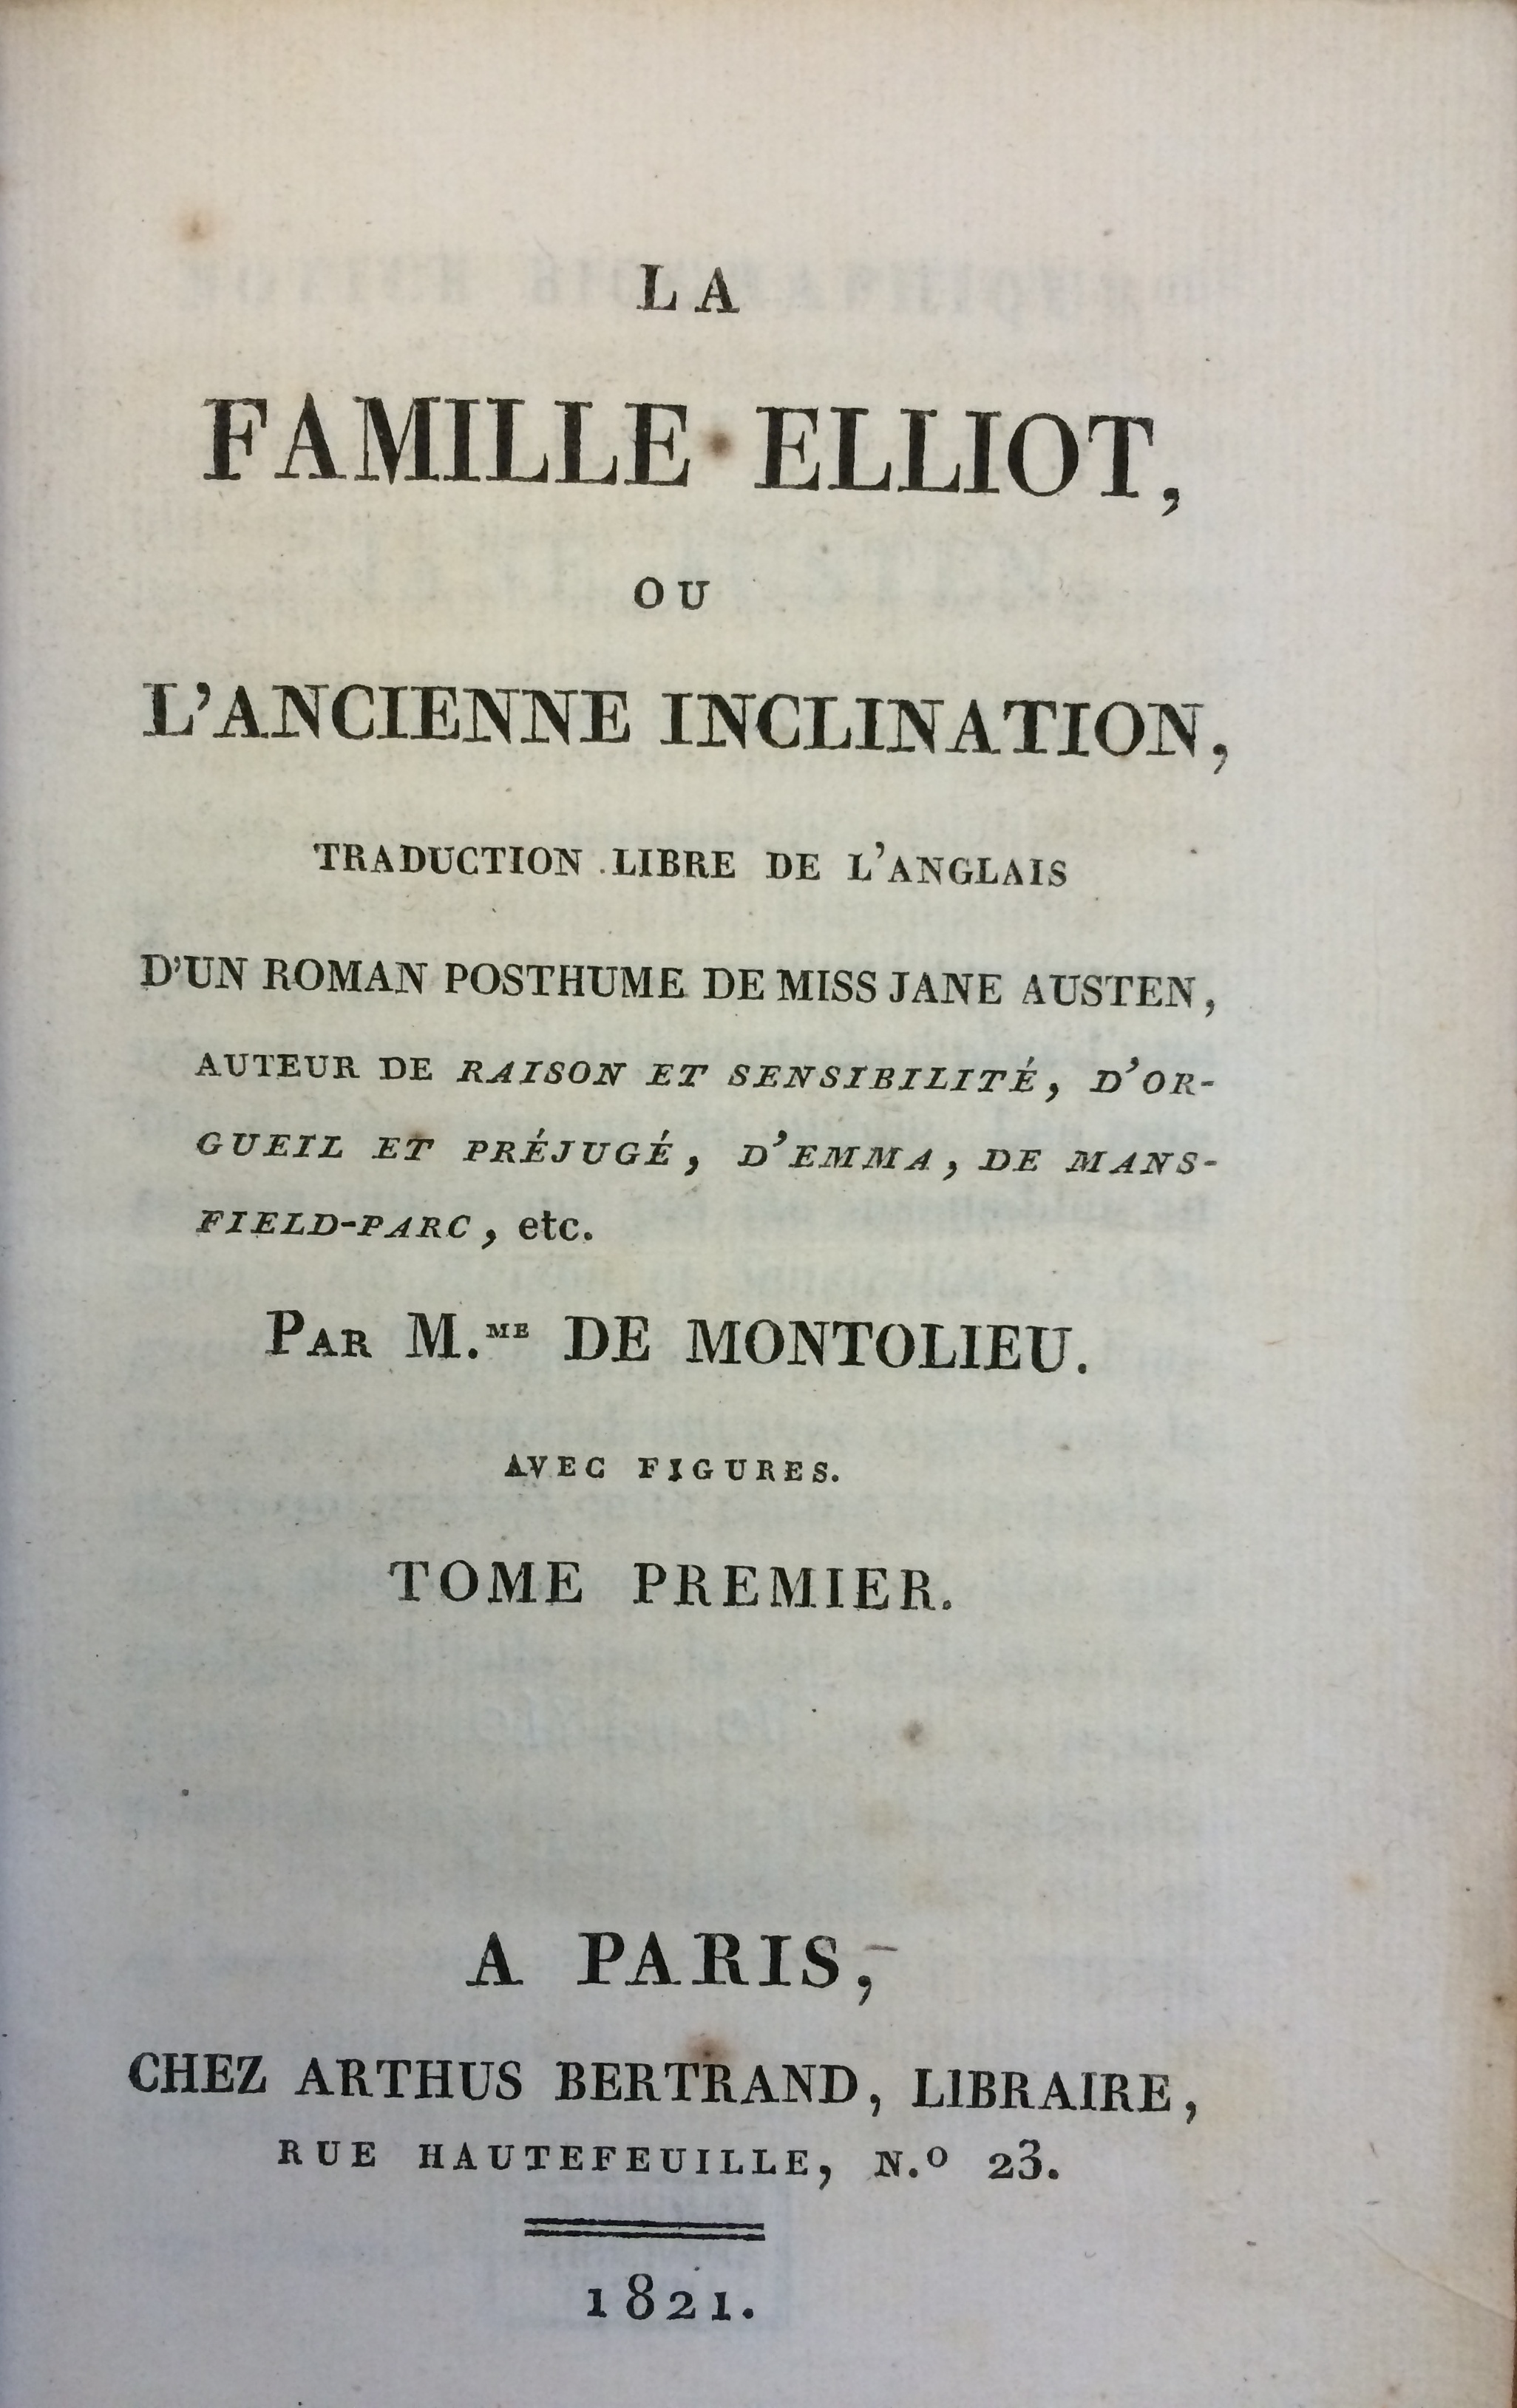 LA
FAMILLE ELLIOT,
OU
L'ANCIENNE INCLINATION,
TRADUCTION LIBRE DE L'ANGLAIS
D'UN ROMAN POSTHUME DE MISS JANE AUSTEN,
AUTEUR DE RAISON ET SENSIBILITÉ, D'OR-
GUEIL ET PRÉJUGÉ, D'EMMA, DE MANS-
FIELD-PARC, etc.
PAR M.ME DE MONTOLIEU.
AVEC FIGURES.
TOME PREMIER.
A PARIS,
CHEZ ARTHUS BERTRAND, LIBRAIRE,
RUE HAUTEFEUILLE, N.º 23.
1821.